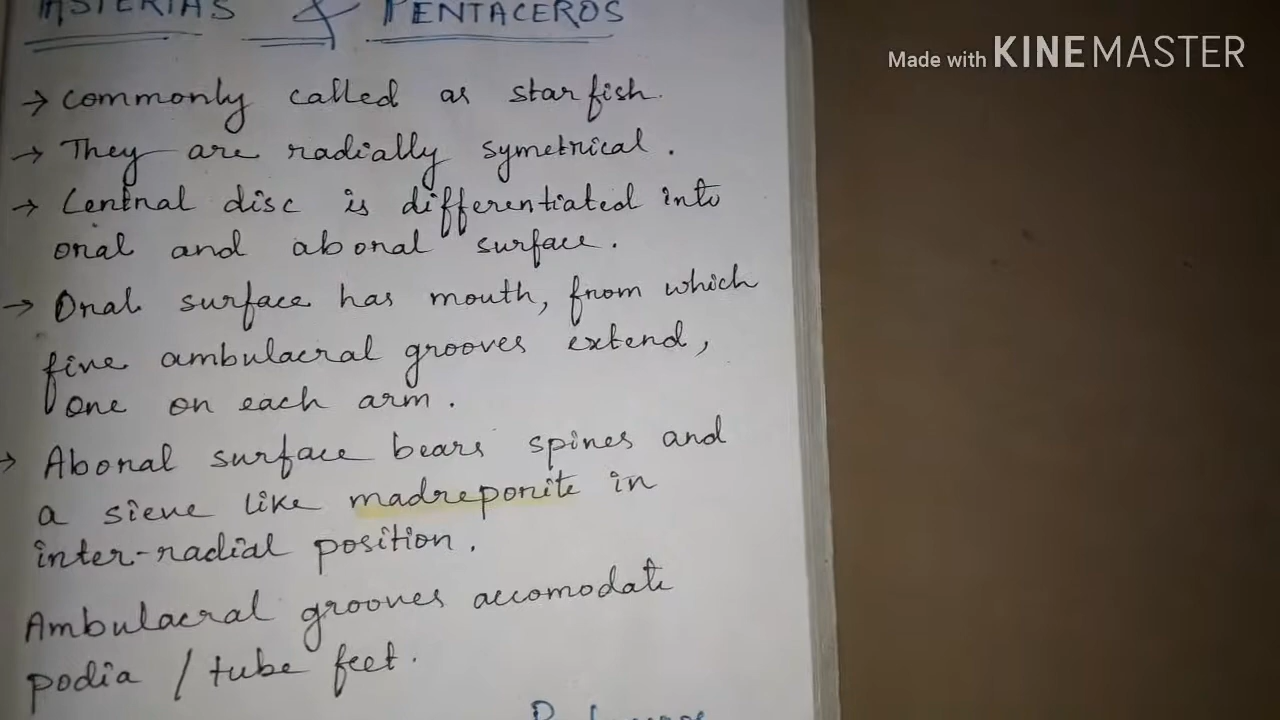 ASTERIAS & PENTACEROS
Made with KINEMASTER
→ commonly called as starfish.
→ They are radially symetrical.
→ Central disc is differentiated into
oral and aboral surface.
→ Oral surface has mouth, from which
five ambulacral grooves extend,
one on each arm.
→ Aboral surface bears spines and
a sieve like madreporite in
inter-radial position.
Ambulacral grooves accomodate
podia / tube feet.